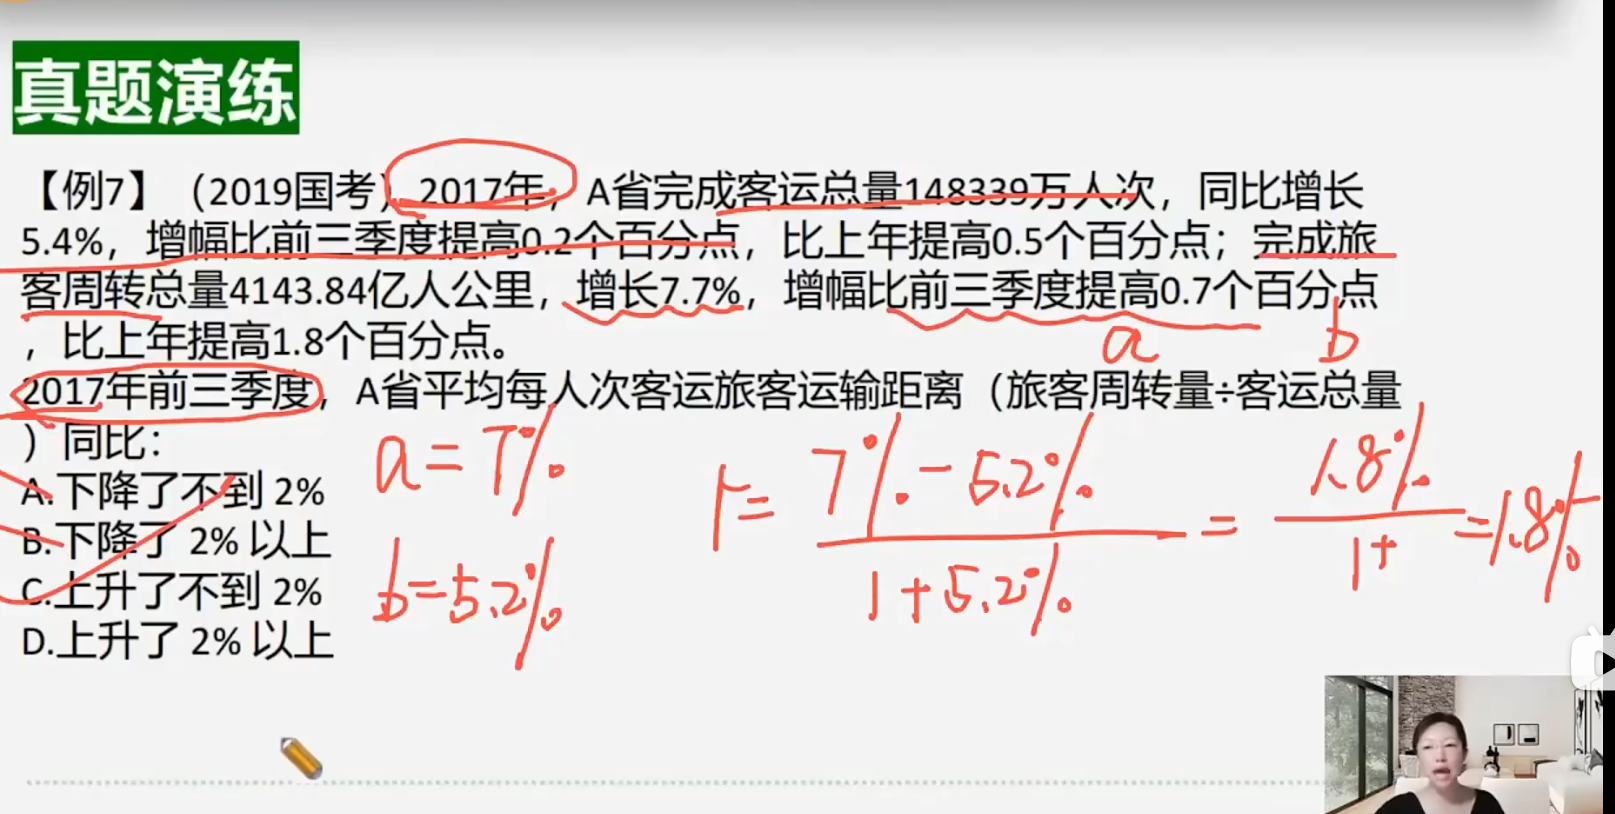 真题演练
【例7】（2019国考）2017年，A省完成客运总量148339万人次，同比增长
5.4%，增幅比前三季度提高0.2个百分点，比上年提高0.5个百分点；完成旅
客周转总量4143.84亿人公里，增长7.7%，增幅比前三季度提高0.7个百分点
，比上年提高1.8个百分点。
a b
2017年前三季度，A省平均每人次客运旅客运输距离（旅客周转量÷客运总量
）同比：
A.下降了不到 2%
B.下降了 2% 以上
C.上升了不到 2%
D.上升了 2% 以上
a=7%
b=5.2%
r= 7%-5.2% / 1+5.2% = 1.8% / 1+ =1.8%